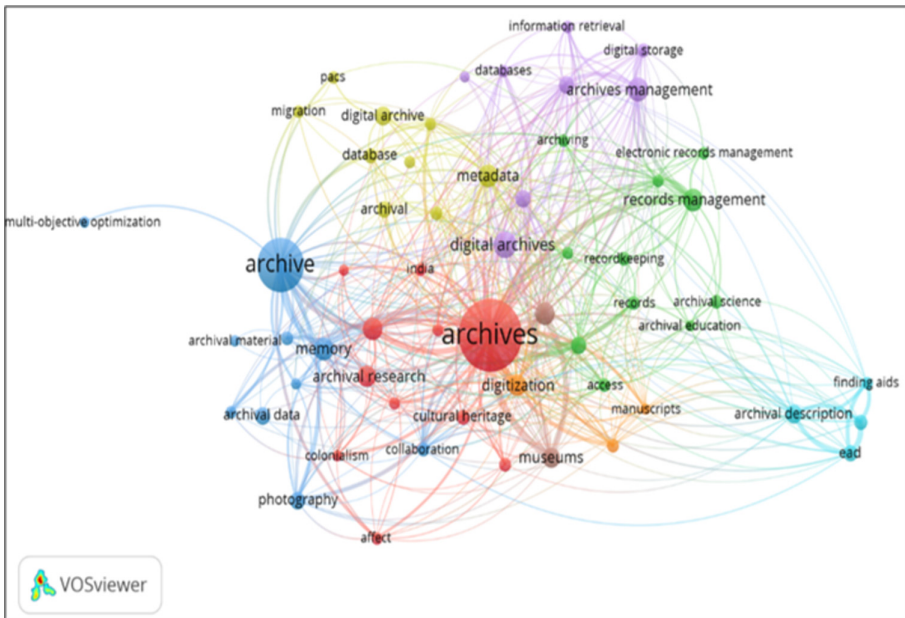 information retrieval
digital storage
databases
archives management
pacs
migration
digital archive
archiving
electronic records management
database
metadata
records management
archival
multi-objective optimization
digital archives
recordkeeping
archive
india
records
archival science
archival education
archives
archival material
memory
archival research
digitization
access
finding aids
manuscripts
archival description
archival data
cultural heritage
colonialism
collaboration
museums
ead
photography
affect
VOSviewer